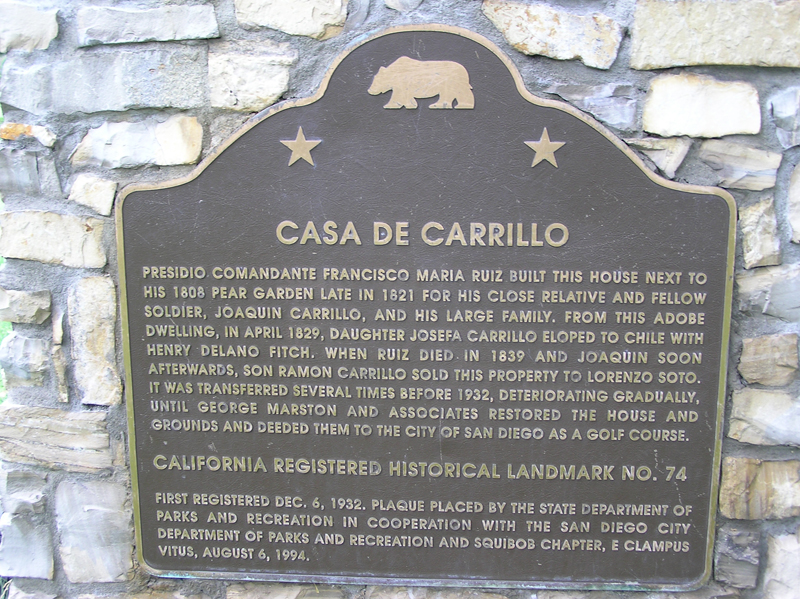 CASA DE CARRILLO
PRESIDIO COMANDANTE FRANCISCO MARIA RUIZ BUILT THIS HOUSE NEXT TO
HIS 1808 PEAR GARDEN LATE IN 1821 FOR HIS CLOSE RELATIVE AND FELLOW
SOLDIER, JOAQUIN CARRILLO, AND HIS LARGE FAMILY. FROM THIS ADOBE
DWELLING, IN APRIL 1829, DAUGHTER JOSEFA CARRILLO ELOPED TO CHILE WITH
HENRY DELANO FITCH. WHEN RUIZ DIED IN 1839 AND JOAQUIN SOON
AFTERWARDS, SON RAMON CARRILLO SOLD THIS PROPERTY TO LORENZO SOTO.
IT WAS TRANSFERRED SEVERAL TIMES BEFORE 1932, DETERIORATING GRADUALLY,
UNTIL GEORGE MARSTON AND ASSOCIATES RESTORED THE HOUSE AND
GROUNDS AND DEEDED THEM TO THE CITY OF SAN DIEGO AS A GOLF COURSE.
CALIFORNIA REGISTERED HISTORICAL LANDMARK NO. 74
FIRST REGISTERED DEC. 6, 1932. PLAQUE PLACED BY THE STATE DEPARTMENT OF
PARKS AND RECREATION IN COOPERATION WITH THE SAN DIEGO CITY
DEPARTMENT OF PARKS AND RECREATION AND SQUIBOB CHAPTER, E CLAMPUS
VITUS, AUGUST 6, 1994.